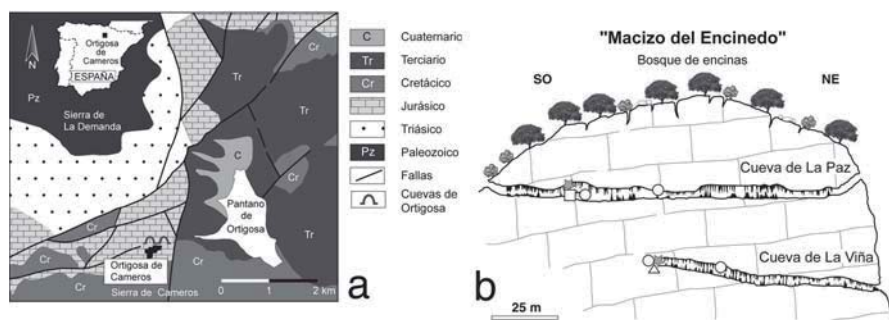 Ortigosa
de
Cameros
ESPAÑA
N
Pz
Sierra de
La Demanda
Cr
Tr
Cr
Tr
C
Cr
Pantano
de
Ortigosa
Tr
Cr
Ortigosa de
Cameros
Cr
Cr
Sierra de Cameros
0 1 2 km
a
C Cuaternario
Tr Terciario
Cr Cretácico
Jurásico
Triásico
Pz Paleozoico
Fallas
Cuevas de
Ortigosa
"Macizo del Encinedo"
Bosque de encinas
SO NE
Cueva de La Paz
Cueva de La Viña
b
25 m